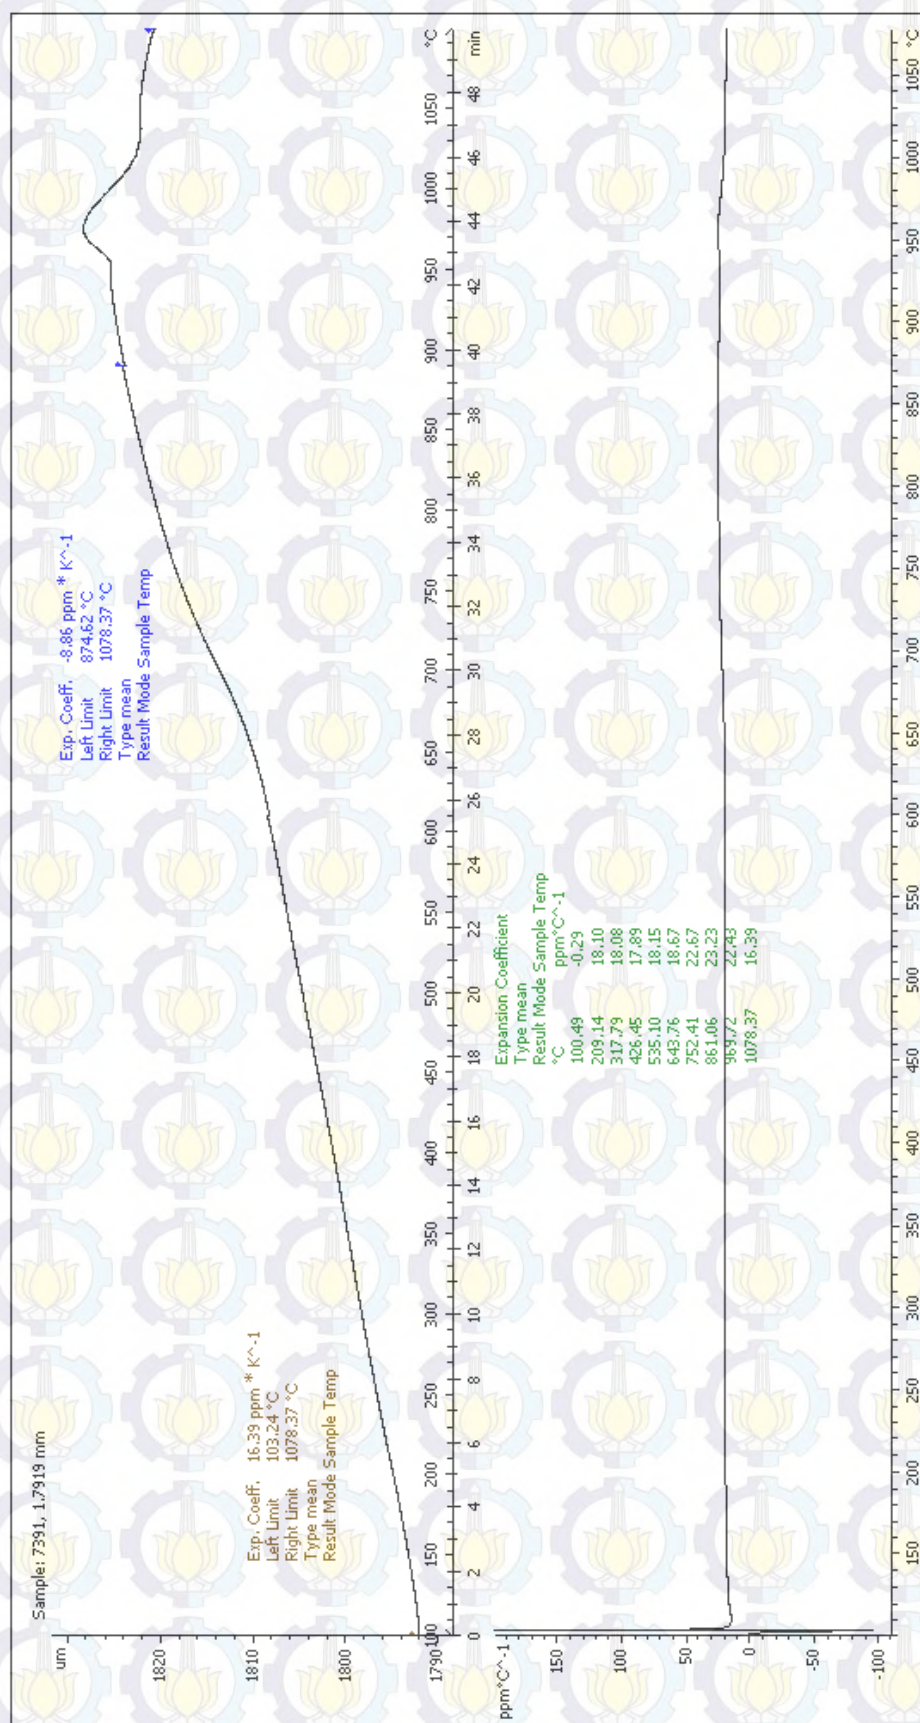 Sample: 7391, 1.7919 mm
um
1820
1810
1800
1790
Exp. Coeff. 16.39 ppm * K^-1
Left Limit 103.24 °C
Right Limit 1078.37 °C
Type mean
Result Mode Sample Temp
Exp. Coeff. -8.86 ppm * K^-1
Left Limit 874.62 °C
Right Limit 1078.37 °C
Type mean
Result Mode Sample Temp
100 150 200 250 300 350 400 450 500 550 600 650 700 750 800 850 900 950 1000 1050 °C
0 2 4 6 8 10 12 14 16 18 20 22 24 26 28 30 32 34 36 38 40 42 44 46 48 min
ppm°C^-1
150
100
50
0
-50
-100
Expansion Coefficient
Type mean
Result Mode Sample Temp
°C ppm°C^-1
100.49 -0.29
209.14 18.10
317.79 18.08
426.45 17.89
535.10 18.15
643.76 18.67
752.41 22.67
861.06 23.23
969.72 22.43
1078.37 16.39
150 200 250 300 350 400 450 500 550 600 650 700 750 800 850 900 950 1000 1050 °C